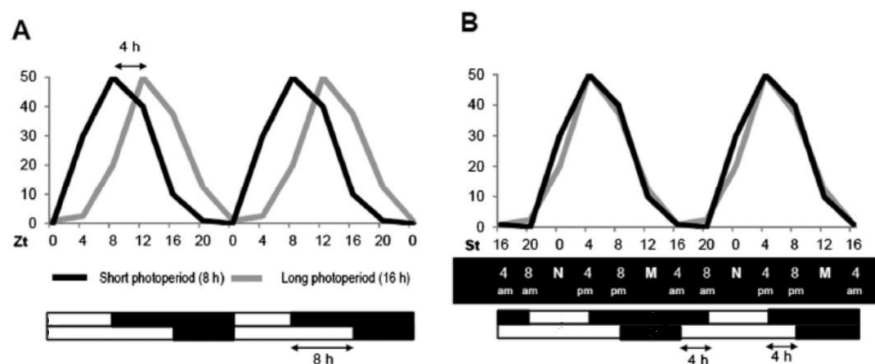 A
B
4 h
50
40
30
20
10
0
Zt
0 4 8 12 16 20 0 4 8 12 16 20 0
50
40
30
20
10
0
St
16 20 0 4 8 12 16 20 0 4 8 12 16
Short photoperiod (8 h)
Long photoperiod (16 h)
4 8 N 4 8 M 4 8 N 4 8 M 4
am am pm pm am am pm pm am
8 h
4 h
4 h